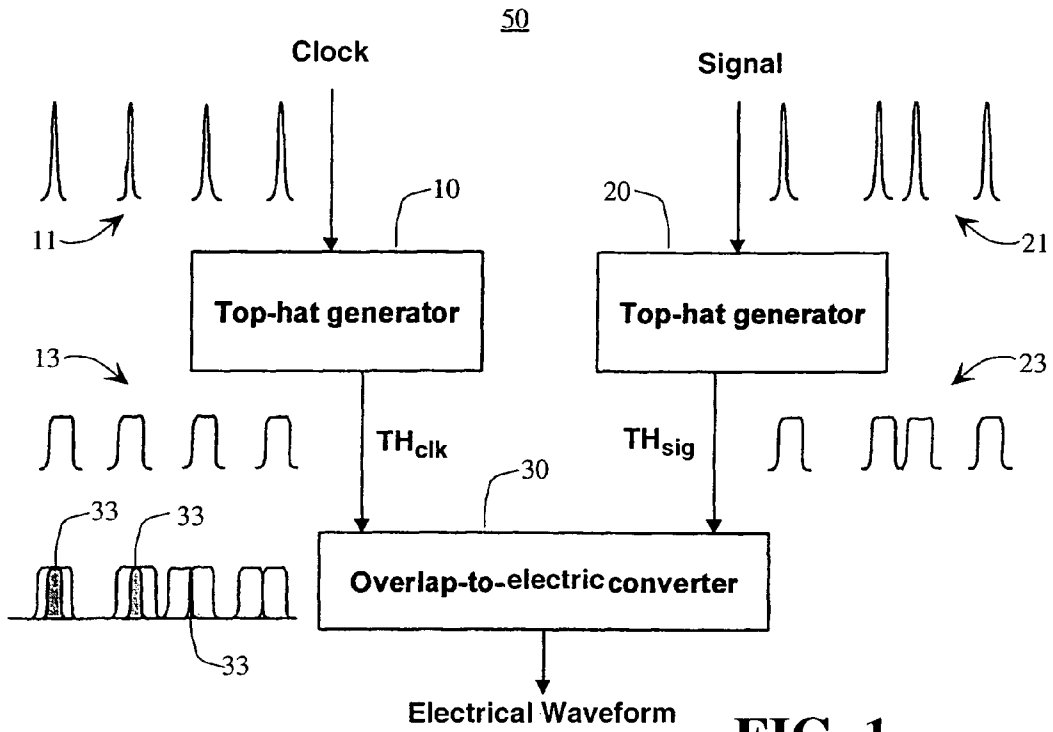 50
Clock
Signal
10
20
11
21
Top-hat generator
Top-hat generator
13
23
TH_clk
TH_sig
30
33
33
Overlap-to-electric converter
33
Electrical Waveform
FIG. 1